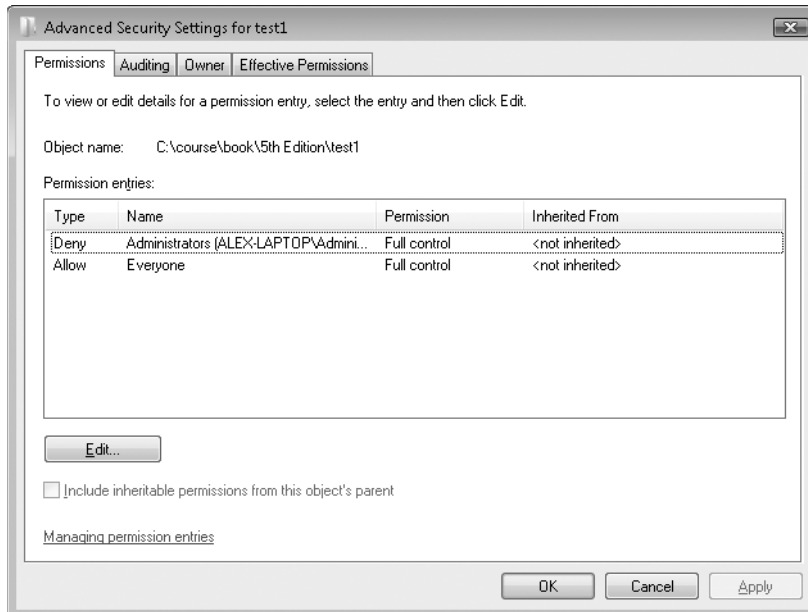 Advanced Security Settings for test1
Permissions Auditing Owner Effective Permissions
To view or edit details for a permission entry, select the entry and then click Edit.
Object name: C:\course\book\5th Edition\test1
Permission entries:
Type Name Permission Inherited From
Deny Administrators (ALEX-LAPTOP\Admini... Full control <not inherited>
Allow Everyone Full control <not inherited>
Edit...
Include inheritable permissions from this object's parent
Managing permission entries
OK Cancel Apply